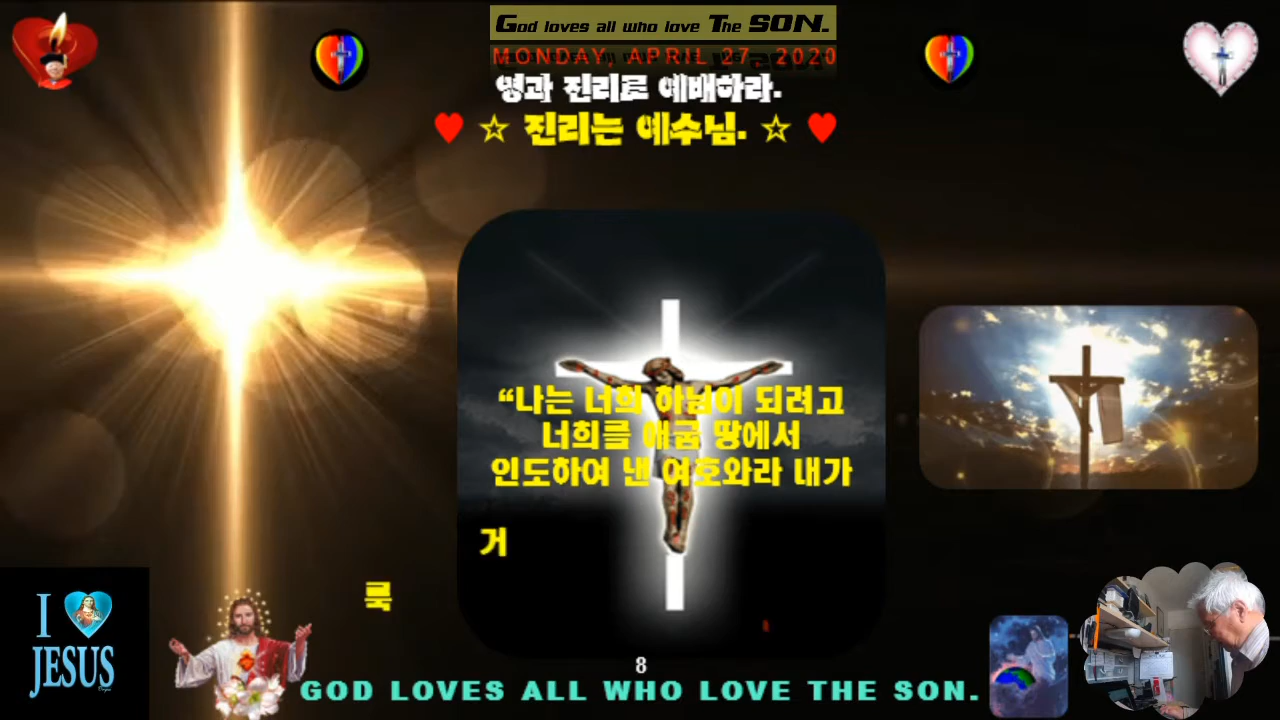 God loves all who love The SON.
MONDAY, APRIL 27, 2020
영과 진리로 예배하라.
♥ ☆ 진리는 예수님. ☆ ♥
“나는 너희 하님이 되려고
너희를 애굽 땅에서
인도하여 낸 여호와라 내가
거
룩
I
JESUS
8
GOD LOVES ALL WHO LOVE THE SON.